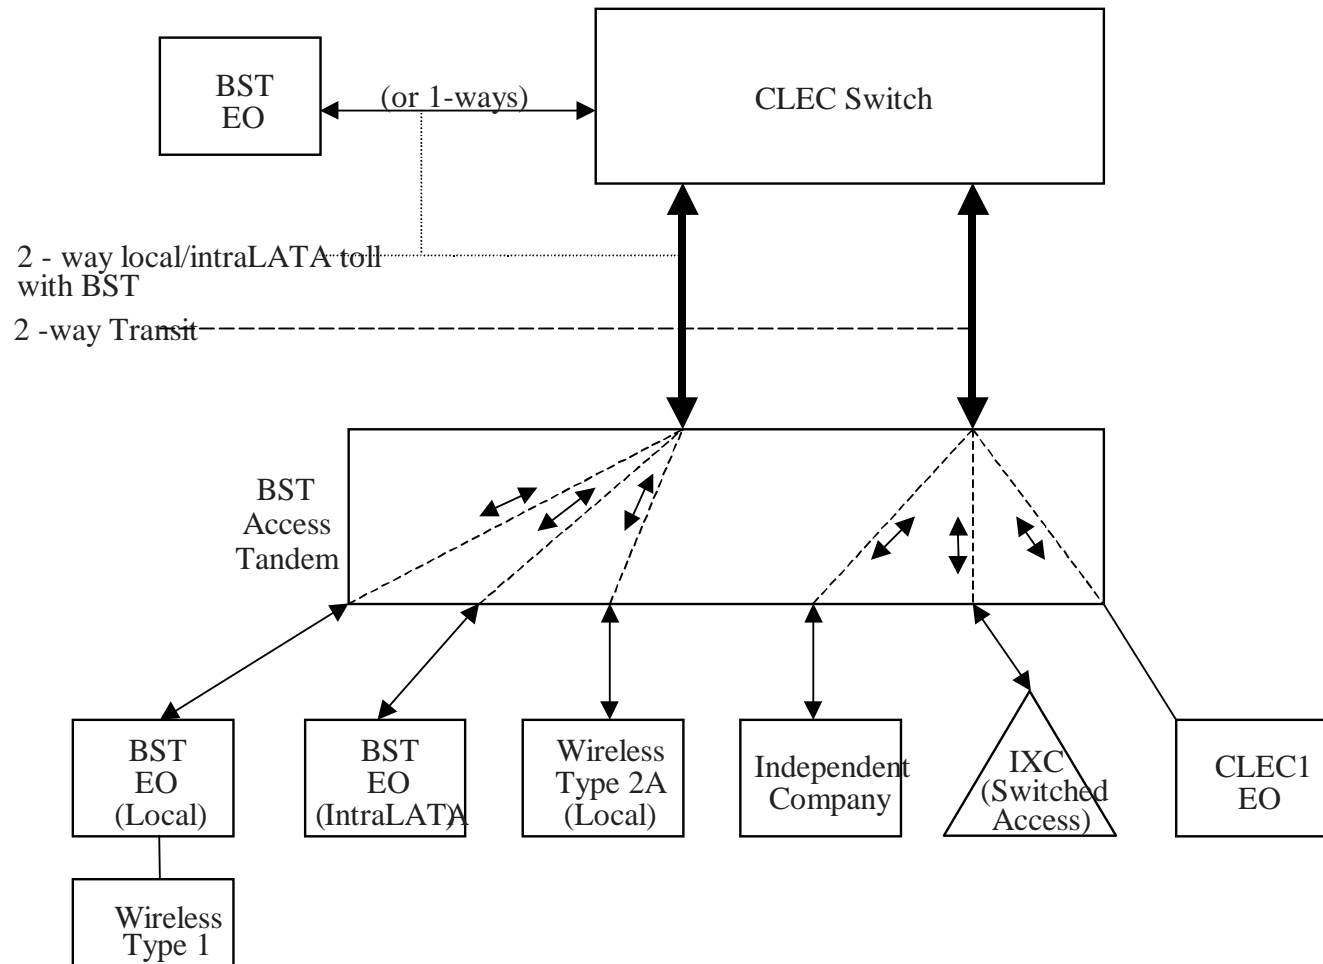 BST
EO
(or 1-ways)
CLEC Switch
2 - way local/intraLATA toll
with BST
2 -way Transit
BST
Access
Tandem
BST
EO
(Local)
BST
EO
(IntraLATA)
Wireless
Type 2A
(Local)
Independent
Company
IXC
(Switched
Access)
CLEC1
EO
Wireless
Type 1